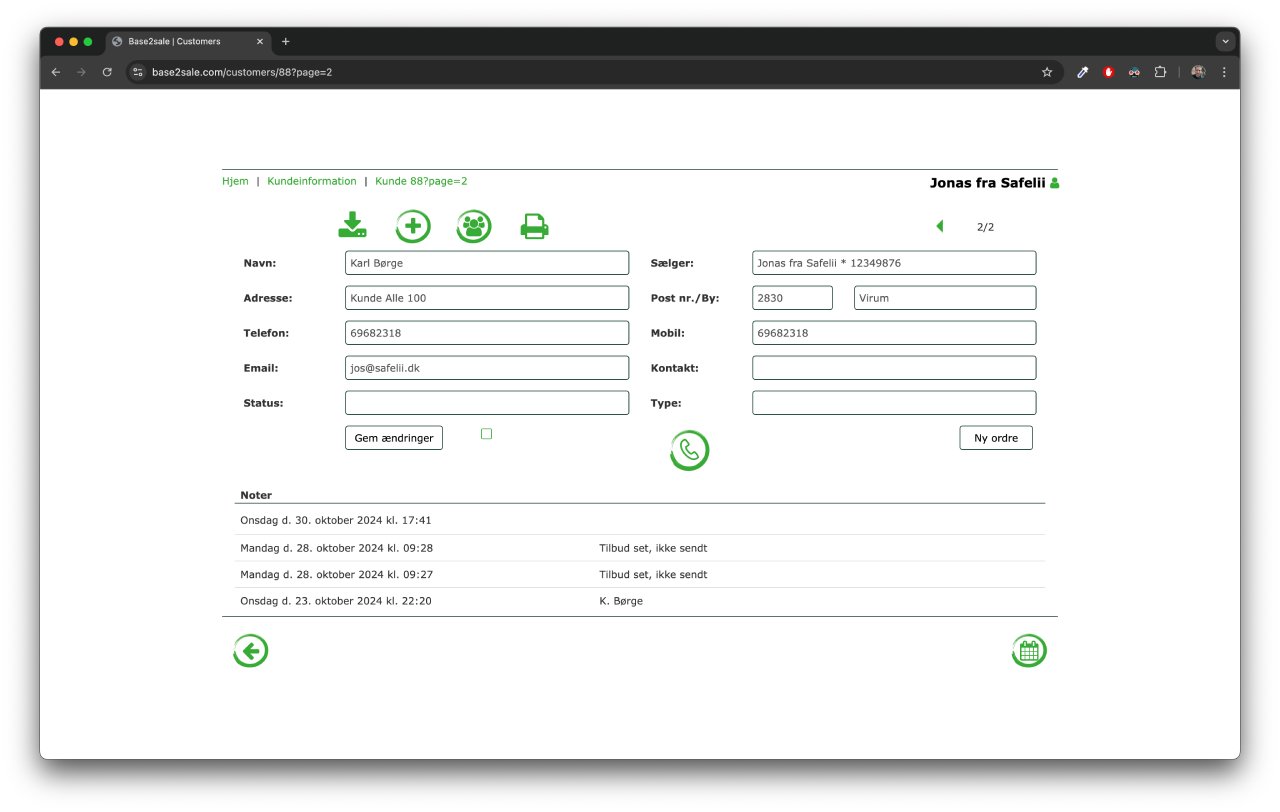 Base2sale | Customers
base2sale.com/customers/88?page=2
Hjem | Kundeinformation | Kunde 88?page=2
Jonas fra Safelii
2/2
Navn: Karl Børge Sælger: Jonas fra Safelii * 12349876
Adresse: Kunde Alle 100 Post nr./By: 2830 Virum
Telefon: 69682318 Mobil: 69682318
Email: jos@safelii.dk Kontakt:
Status: Type:
Gem ændringer Ny ordre
Noter
Onsdag d. 30. oktober 2024 kl. 17:41
Mandag d. 28. oktober 2024 kl. 09:28 Tilbud set, ikke sendt
Mandag d. 28. oktober 2024 kl. 09:27 Tilbud set, ikke sendt
Onsdag d. 23. oktober 2024 kl. 22:20 K. Børge